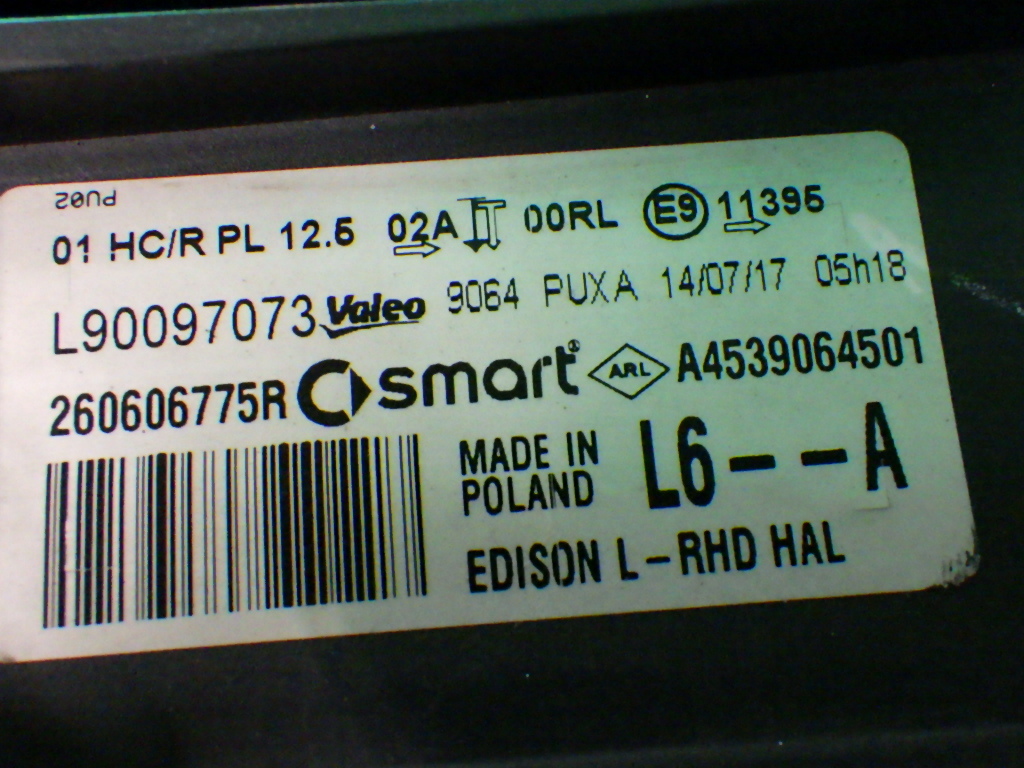 PU02
01 HC/R PL 12.5 02A 00RL E9 11395
L90097073 Valeo 9064 PUXA 14/07/17 05h18
260606775R smart ARL A4539064501
MADE IN POLAND L6--A
EDISON L-RHD HAL